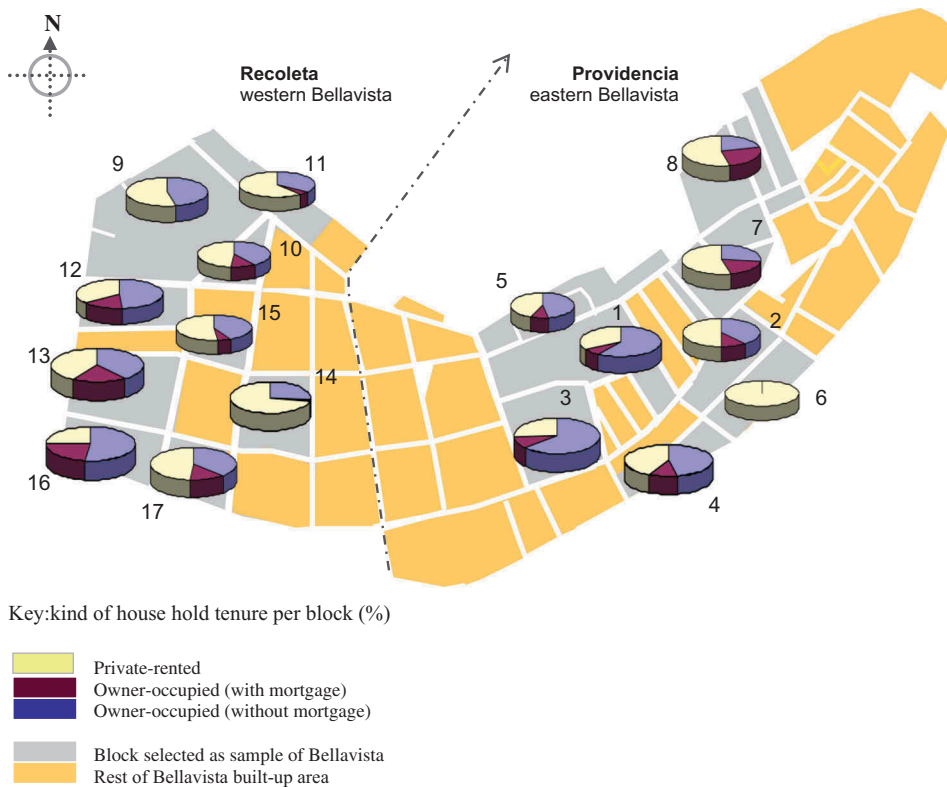 N
Recoleta
western Bellavista
Providencia
eastern Bellavista
9
11
8
10
7
12
5
15
1
2
13
14
3
6
16
17
4
Key:kind of house hold tenure per block (%)
Private-rented
Owner-occupied (with mortgage)
Owner-occupied (without mortgage)
Block selected as sample of Bellavista
Rest of Bellavista built-up area